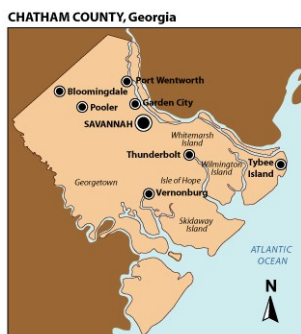 CHATHAM COUNTY, Georgia
Port Wentworth
Bloomingdale
Pooler
Garden City
SAVANNAH
Whitemarsh
Island
Thunderbolt
Wilmington
Island
Tybee
Island
Georgetown
Isle of Hope
Vernonburg
Skidaway
Island
ATLANTIC
OCEAN
N